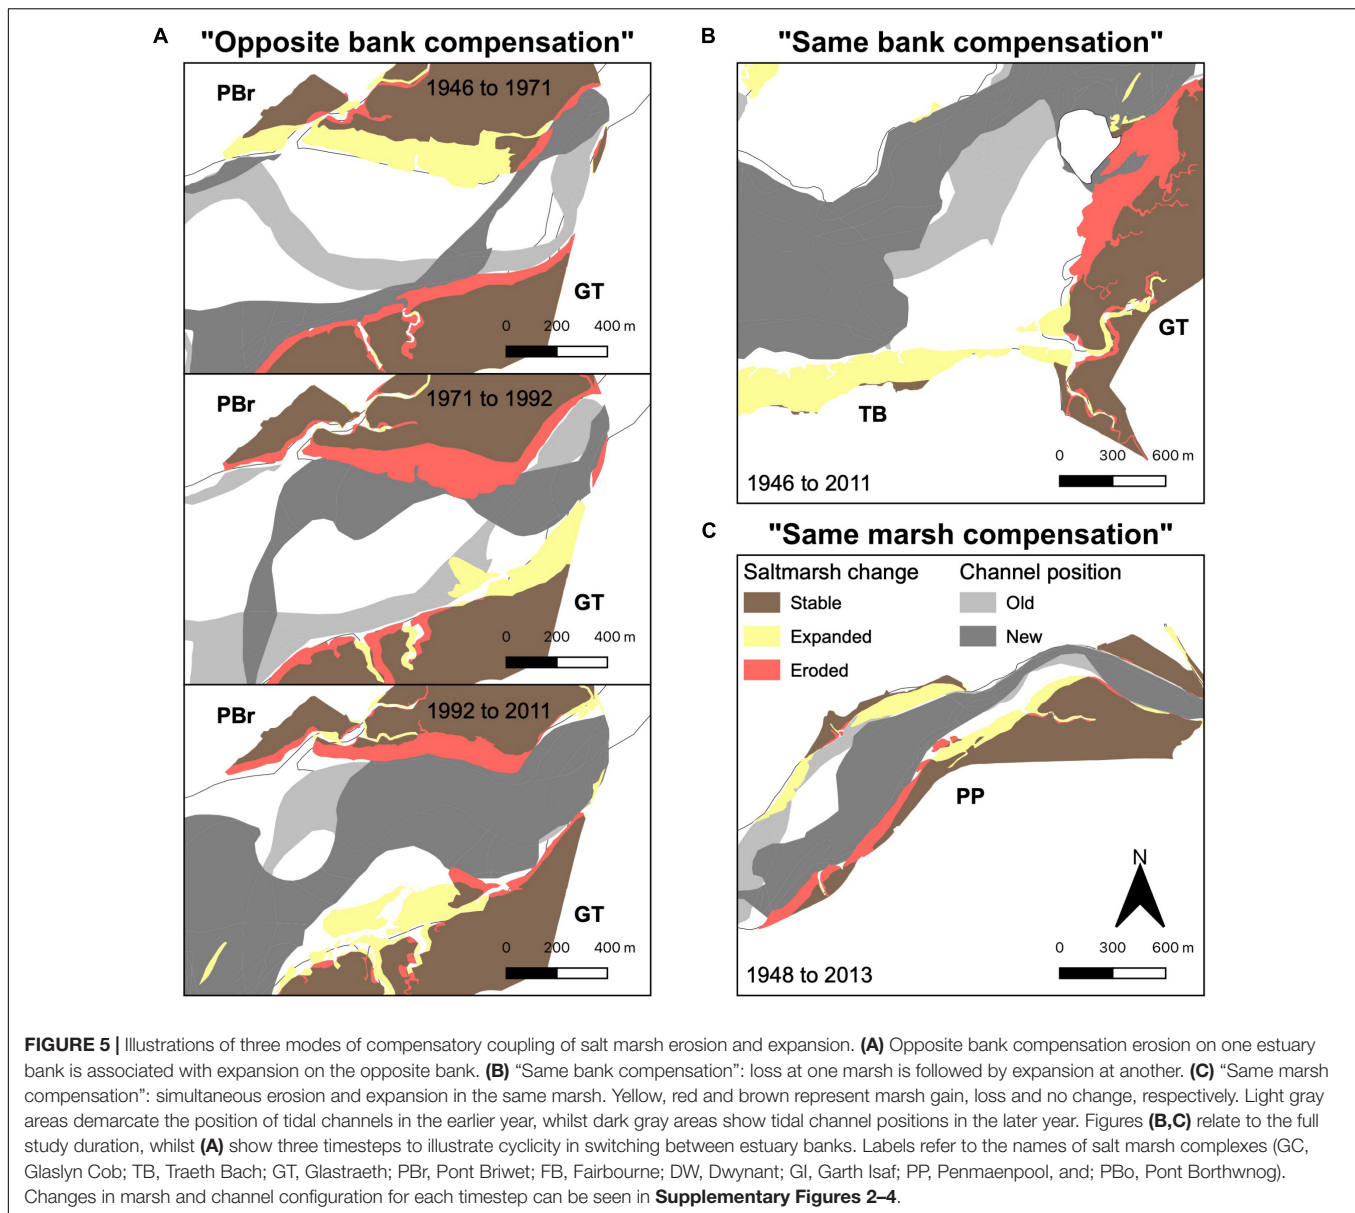 A "Opposite bank compensation"
PBr
1946 to 1971
GT
0 200 400 m
PBr
1971 to 1992
GT
0 200 400 m
PBr
1992 to 2011
GT
0 200 400 m
B "Same bank compensation"
GT
TB
0 300 600 m
1946 to 2011
C "Same marsh compensation"
Saltmarsh change Channel position
Stable Old
Expanded New
Eroded
PP
N
0 300 600 m
1948 to 2013
FIGURE 5 | Illustrations of three modes of compensatory coupling of salt marsh erosion and expansion. (A) Opposite bank compensation erosion on one estuary
bank is associated with expansion on the opposite bank. (B) “Same bank compensation”: loss at one marsh is followed by expansion at another. (C) “Same marsh
compensation”: simultaneous erosion and expansion in the same marsh. Yellow, red and brown represent marsh gain, loss and no change, respectively. Light gray
areas demarcate the position of tidal channels in the earlier year, whilst dark gray areas show tidal channel positions in the later year. Figures (B,C) relate to the full
study duration, whilst (A) show three timesteps to illustrate cyclicity in switching between estuary banks. Labels refer to the names of salt marsh complexes (GC,
Glaslyn Cob; TB, Traeth Bach; GT, Glastraeth; PBr, Pont Briwet; FB, Fairbourne; DW, Dwynant; GI, Garth Isaf; PP, Penmaenpool, and; PBo, Pont Borthwnog).
Changes in marsh and channel configuration for each timestep can be seen in Supplementary Figures 2–4.